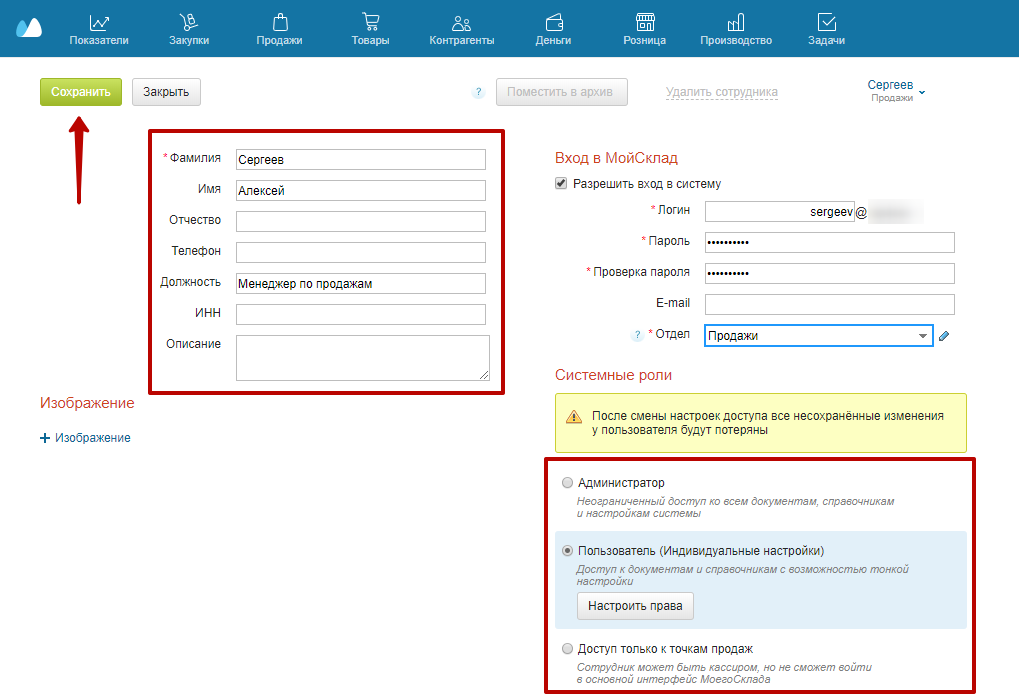 Показатели
Закупки
Продажи
Товары
Контрагенты
Деньги
Розница
Производство
Задачи
Сохранить
Закрыть
?
Поместить в архив
Удалить сотрудника
Сергеев
Продажи
* Фамилия Сергеев
Имя Алексей
Отчество
Телефон
Должность Менеджер по продажам
ИНН
Описание
Изображение
+ Изображение
Вход в МойСклад
Разрешить вход в систему
* Логин sergeev@
* Пароль ••••••••••
* Проверка пароля ••••••••••
E-mail
? * Отдел Продажи
Системные роли
После смены настроек доступа все несохранённые изменения
у пользователя будут потеряны
Администратор
Неограниченный доступ ко всем документам, справочникам
и настройкам системы
Пользователь (Индивидуальные настройки)
Доступ к документам и справочникам с возможностью тонкой
настройки
Настроить права
Доступ только к точкам продаж
Сотрудник может быть кассиром, но не сможет войти
в основной интерфейс МоегоСклада